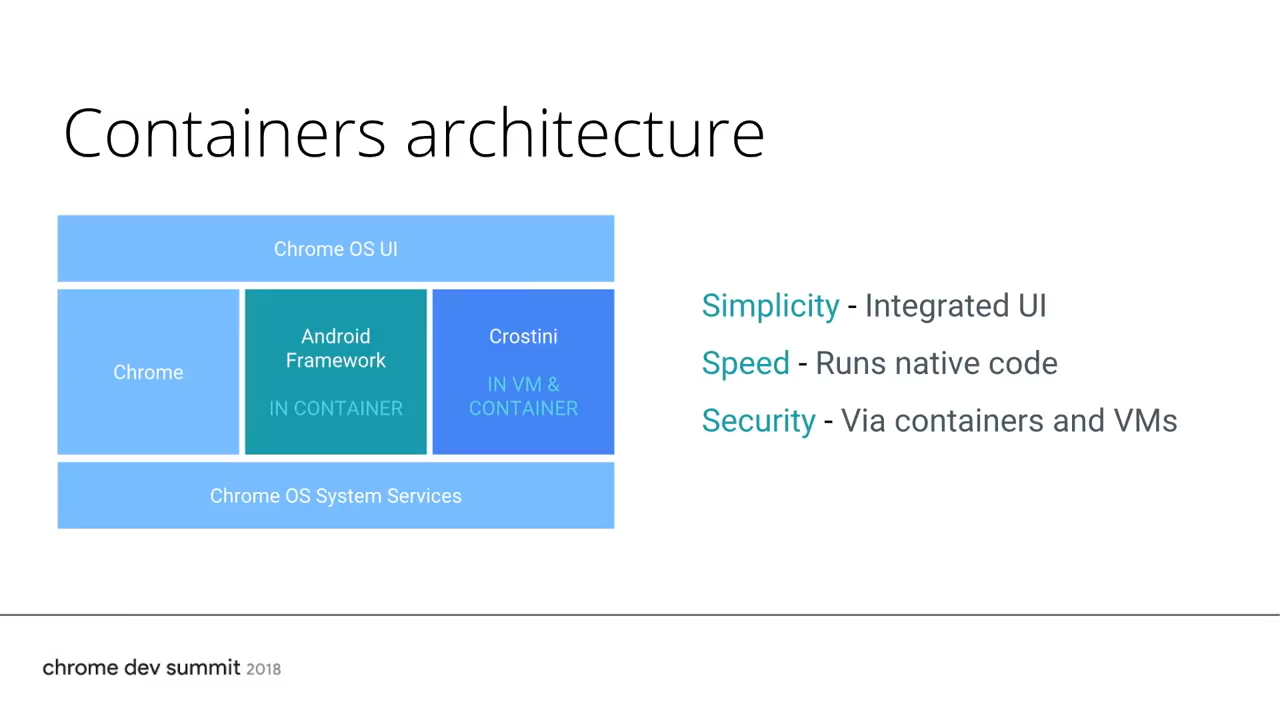 Containers architecture
Chrome OS UI
Chrome
Android
Framework
IN CONTAINER
Crostini
IN VM &
CONTAINER
Chrome OS System Services
Simplicity - Integrated UI
Speed - Runs native code
Security - Via containers and VMs
chrome dev summit 2018